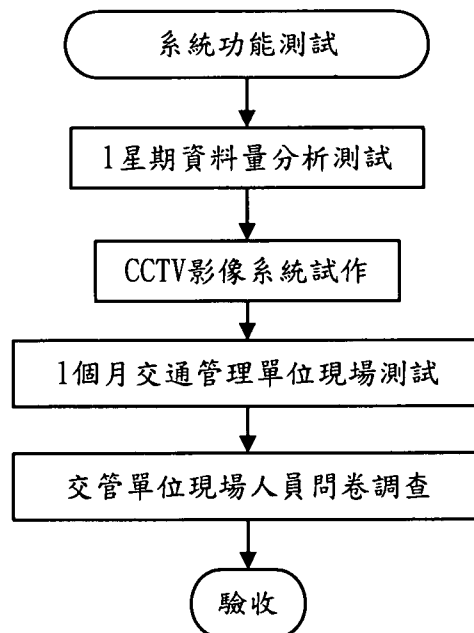 系統功能測試
1星期資料量分析測試
CCTV影像系統試作
1個月交通管理單位現場測試
交管單位現場人員問卷調查
驗收